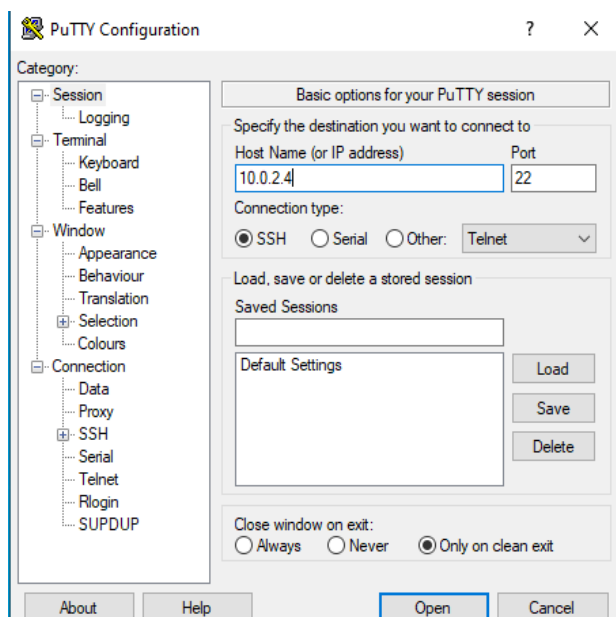 PuTTY Configuration ? ✕
Category:
Session
Logging
Terminal
Keyboard
Bell
Features
Window
Appearance
Behaviour
Translation
Selection
Colours
Connection
Data
Proxy
SSH
Serial
Telnet
Rlogin
SUPDUP
Basic options for your PuTTY session
Specify the destination you want to connect to
Host Name (or IP address) Port
10.0.2.4 22
Connection type:
SSH Serial Other: Telnet
Load, save or delete a stored session
Saved Sessions
Default Settings
Load
Save
Delete
Close window on exit:
Always Never Only on clean exit
About Help Open Cancel